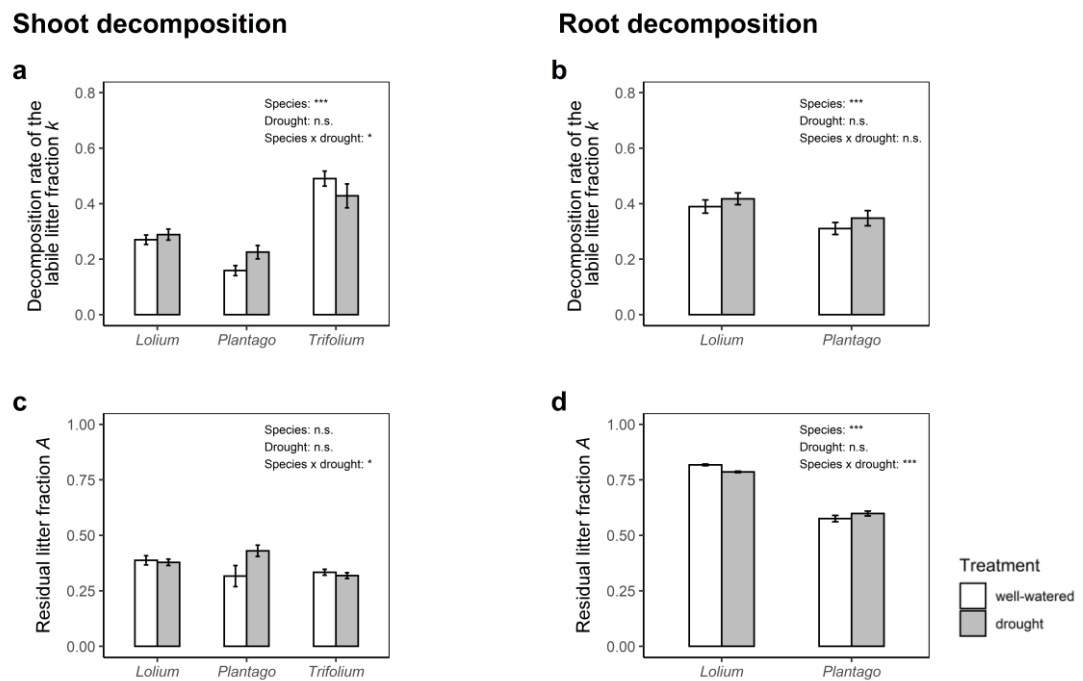 Shoot decomposition
Root decomposition
a
Decomposition rate of the
labile litter fraction k
0.8
0.6
0.4
0.2
0.0
Species: ***
Drought: n.s.
Species x drought: *
Lolium
Plantago
Trifolium
b
Decomposition rate of the
labile litter fraction k
0.8
0.6
0.4
0.2
0.0
Species: ***
Drought: n.s.
Species x drought: n.s.
Lolium
Plantago
c
Residual litter fraction A
1.00
0.75
0.50
0.25
0.00
Species: n.s.
Drought: n.s.
Species x drought: *
Lolium
Plantago
Trifolium
d
Residual litter fraction A
1.00
0.75
0.50
0.25
0.00
Species: ***
Drought: n.s.
Species x drought: ***
Lolium
Plantago
Treatment
well-watered
drought